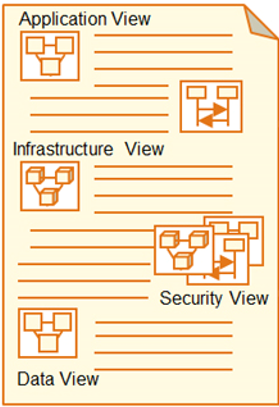 Application View
Infrastructure View
Security View
Data View